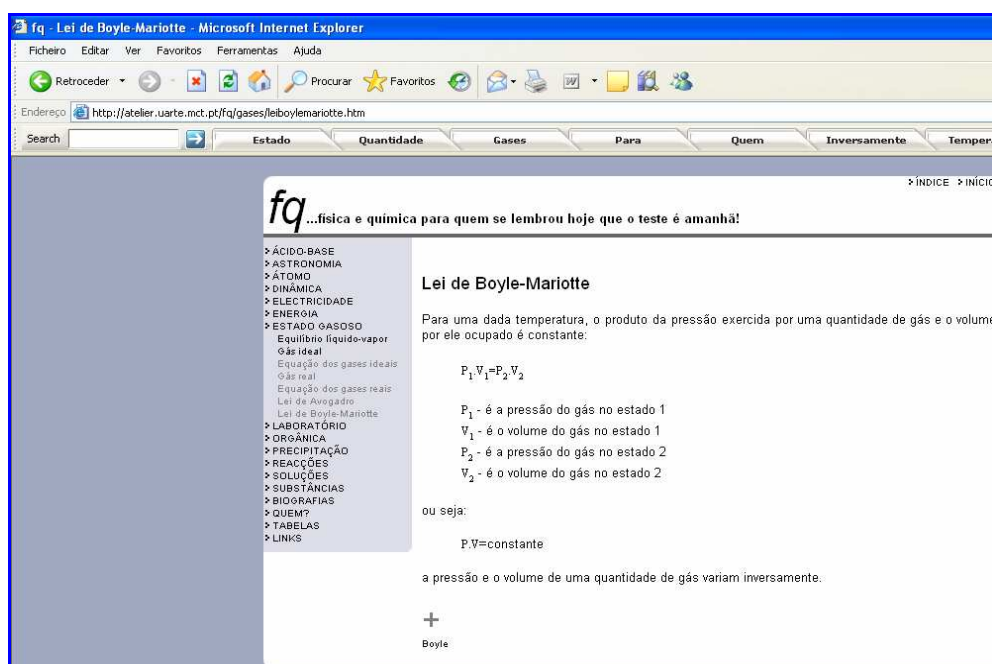 fq - Lei de Boyle-Mariotte - Microsoft Internet Explorer
Ficheiro Editar Ver Favoritos Ferramentas Ajuda
Retroceder Procurar Favoritos
Endereço http://atelier.uarte.mct.pt/fq/gases/leiboylemariotte.htm
Search Estado Quantidade Gases Para Quem Inversamente Temper
>ÍNDICE >INÍCIO
fq ...física e química para quem se lembrou hoje que o teste é amanhã!
>ÁCIDO-BASE
>ASTRONOMIA
>ÁTOMO
>DINÂMICA
>ELECTRICIDADE
>ENERGIA
>ESTADO GASOSO
Equilíbrio líquido-vapor
Gás ideal
Equação dos gases ideais
Gás real
Equação dos gases reais
Lei de Avogadro
Lei de Boyle-Mariotte
>LABORATÓRIO
>ORGÂNICA
>PRECIPITAÇÃO
>REACÇÕES
>SOLUÇÕES
>SUBSTÂNCIAS
>BIOGRAFIAS
>QUEM?
>TABELAS
>LINKS
Lei de Boyle-Mariotte
Para uma dada temperatura, o produto da pressão exercida por uma quantidade de gás e o volume
por ele ocupado é constante:
P₁.V₁=P₂.V₂
P₁ - é a pressão do gás no estado 1
V₁ - é o volume do gás no estado 1
P₂ - é a pressão do gás no estado 2
V₂ - é o volume do gás no estado 2
ou seja:
P.V=constante
a pressão e o volume de uma quantidade de gás variam inversamente.
+
Boyle